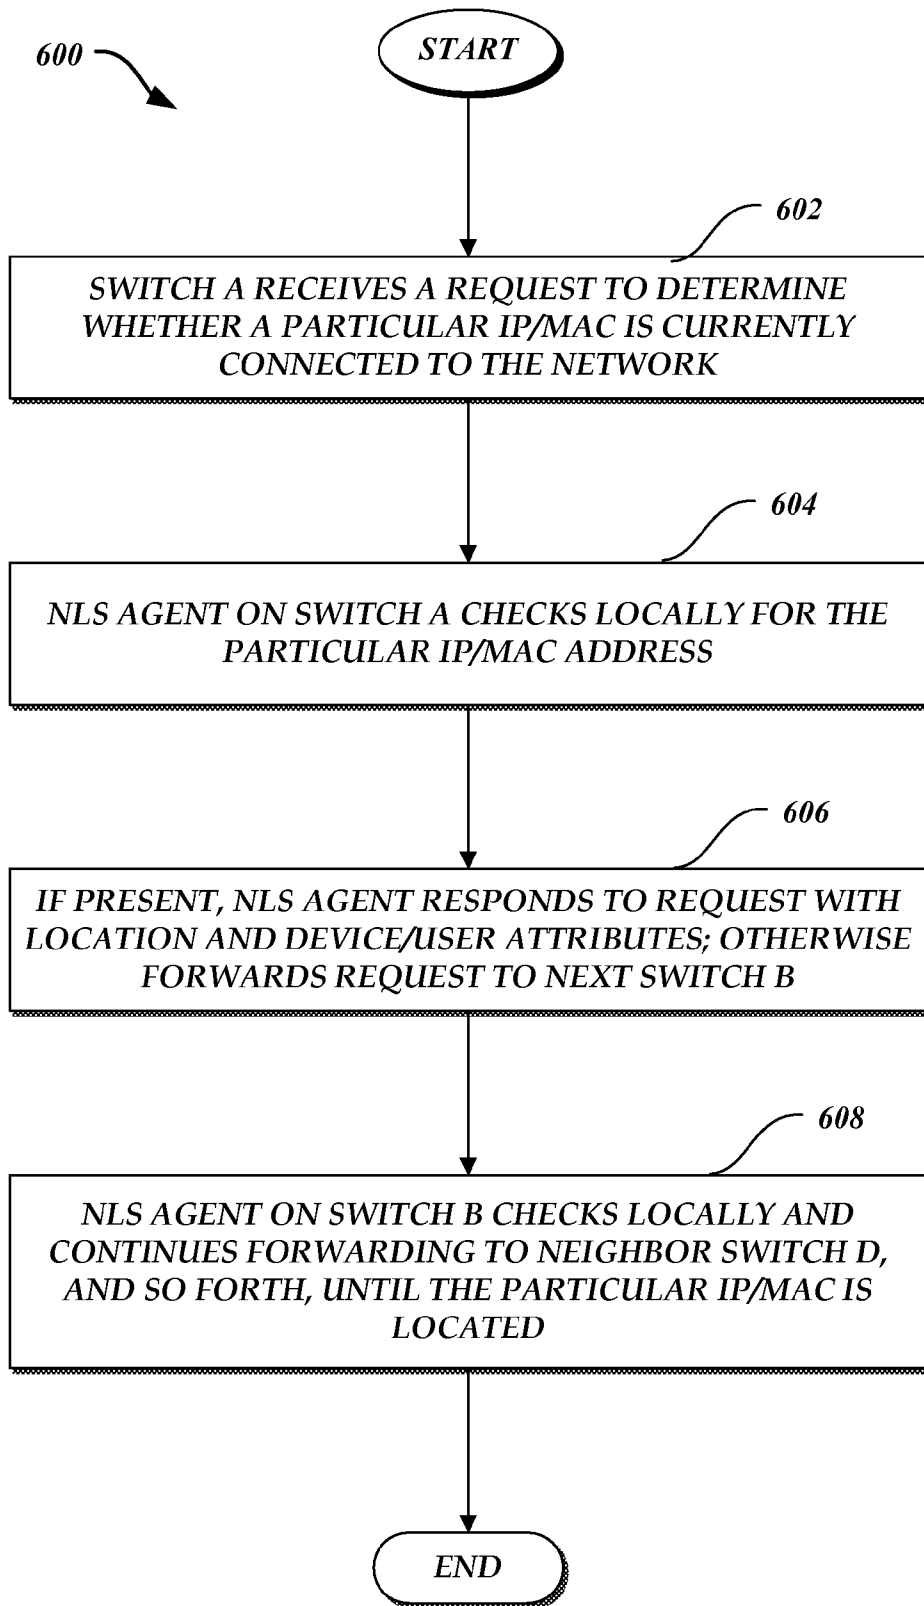 START
600
602
SWITCH A RECEIVES A REQUEST TO DETERMINE
WHETHER A PARTICULAR IP/MAC IS CURRENTLY
CONNECTED TO THE NETWORK
604
NLS AGENT ON SWITCH A CHECKS LOCALLY FOR THE
PARTICULAR IP/MAC ADDRESS
606
IF PRESENT, NLS AGENT RESPONDS TO REQUEST WITH
LOCATION AND DEVICE/USER ATTRIBUTES; OTHERWISE
FORWARDS REQUEST TO NEXT SWITCH B
608
NLS AGENT ON SWITCH B CHECKS LOCALLY AND
CONTINUES FORWARDING TO NEIGHBOR SWITCH D,
AND SO FORTH, UNTIL THE PARTICULAR IP/MAC IS
LOCATED
END